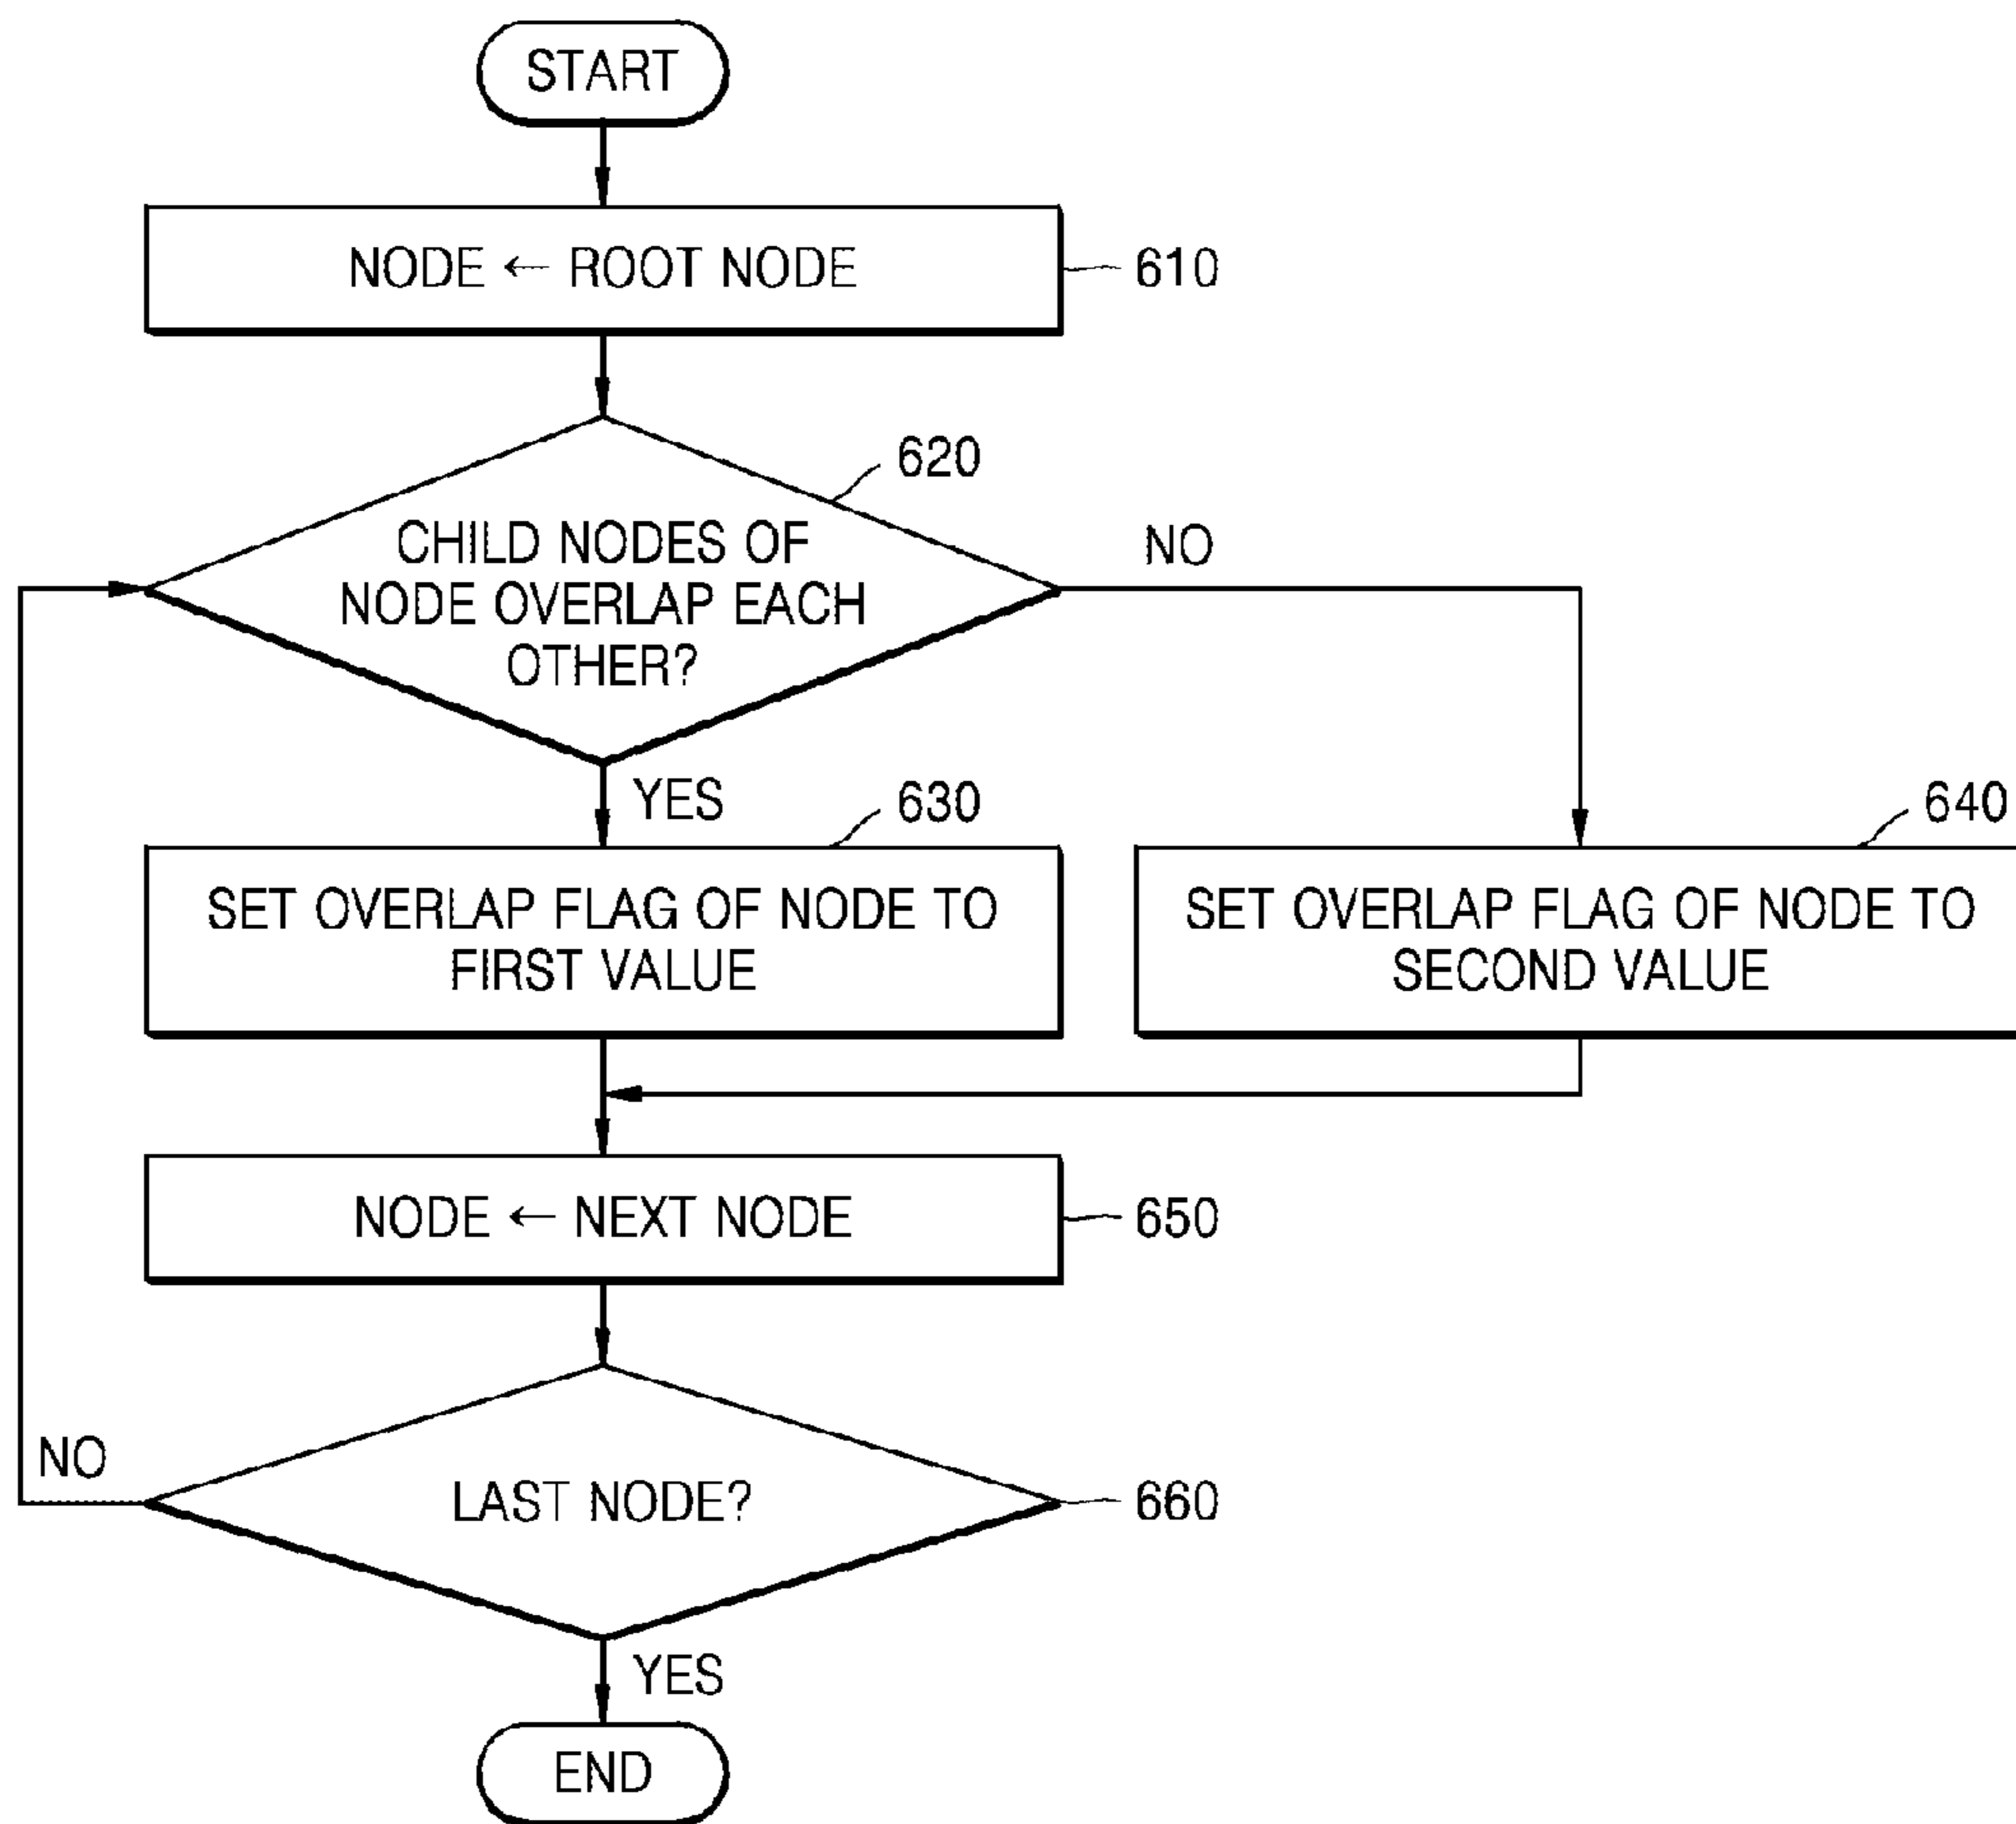 START
NODE ← ROOT NODE
610
620
CHILD NODES OF
NODE OVERLAP EACH
OTHER?
NO
YES
630
640
SET OVERLAP FLAG OF NODE TO
FIRST VALUE
SET OVERLAP FLAG OF NODE TO
SECOND VALUE
NODE ← NEXT NODE
650
NO
LAST NODE?
660
YES
END